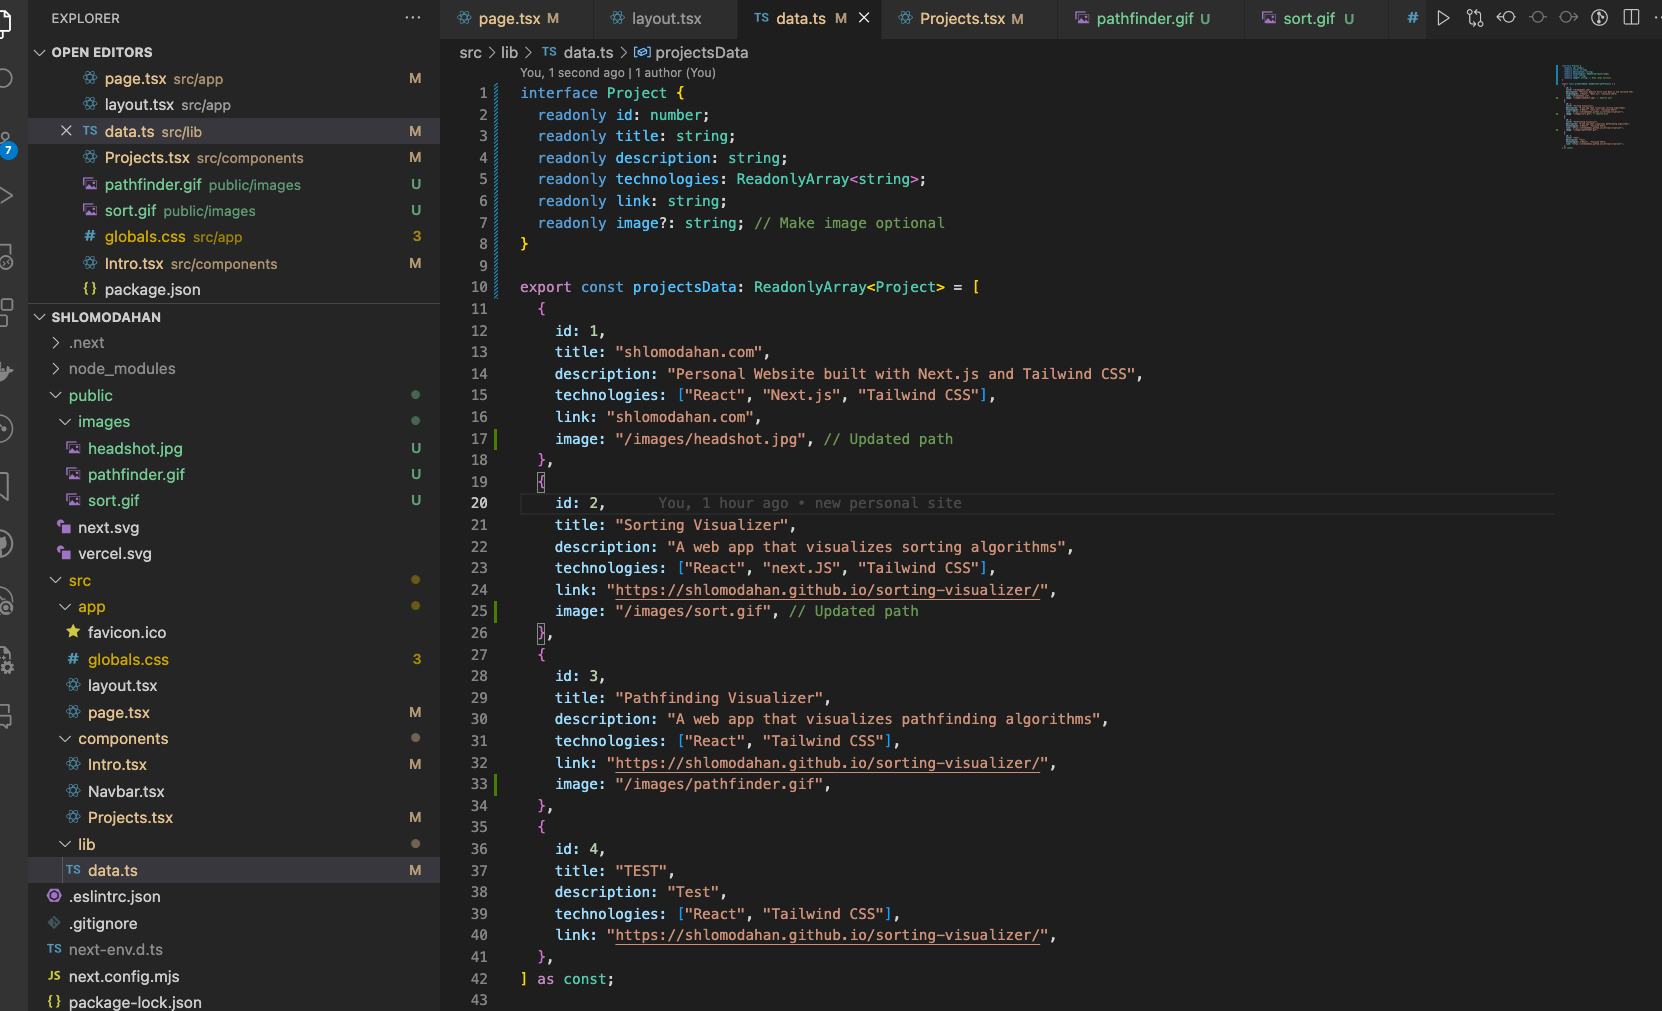 EXPLORER
OPEN EDITORS
page.tsx src/app M
layout.tsx src/app
TS data.ts src/lib M
Projects.tsx src/components M
pathfinder.gif public/images U
sort.gif public/images U
# globals.css src/app 3
Intro.tsx src/components M
{} package.json
SHLOMODAHAN
.next
node_modules
public
images
headshot.jpg U
pathfinder.gif U
sort.gif U
next.svg
vercel.svg
src
app
favicon.ico
# globals.css 3
layout.tsx
page.tsx M
components
Intro.tsx M
Navbar.tsx
Projects.tsx M
lib
TS data.ts M
.eslintrc.json
.gitignore
TS next-env.d.ts
JS next.config.mjs
{} package-lock.json
7
page.tsx M layout.tsx TS data.ts M Projects.tsx M pathfinder.gif U sort.gif U #
src > lib > TS data.ts > projectsData
You, 1 second ago | 1 author (You)
1 interface Project {
2 readonly id: number;
3 readonly title: string;
4 readonly description: string;
5 readonly technologies: ReadonlyArray<string>;
6 readonly link: string;
7 readonly image?: string; // Make image optional
8 }
9
10 export const projectsData: ReadonlyArray<Project> = [
11 {
12 id: 1,
13 title: "shlomodahan.com",
14 description: "Personal Website built with Next.js and Tailwind CSS",
15 technologies: ["React", "Next.js", "Tailwind CSS"],
16 link: "shlomodahan.com",
17 image: "/images/headshot.jpg", // Updated path
18 },
19 {
20 id: 2, You, 1 hour ago • new personal site
21 title: "Sorting Visualizer",
22 description: "A web app that visualizes sorting algorithms",
23 technologies: ["React", "next.JS", "Tailwind CSS"],
24 link: "https://shlomodahan.github.io/sorting-visualizer/",
25 image: "/images/sort.gif", // Updated path
26 },
27 {
28 id: 3,
29 title: "Pathfinding Visualizer",
30 description: "A web app that visualizes pathfinding algorithms",
31 technologies: ["React", "Tailwind CSS"],
32 link: "https://shlomodahan.github.io/sorting-visualizer/",
33 image: "/images/pathfinder.gif",
34 },
35 {
36 id: 4,
37 title: "TEST",
38 description: "Test",
39 technologies: ["React", "Tailwind CSS"],
40 link: "https://shlomodahan.github.io/sorting-visualizer/",
41 },
42 ] as const;
43